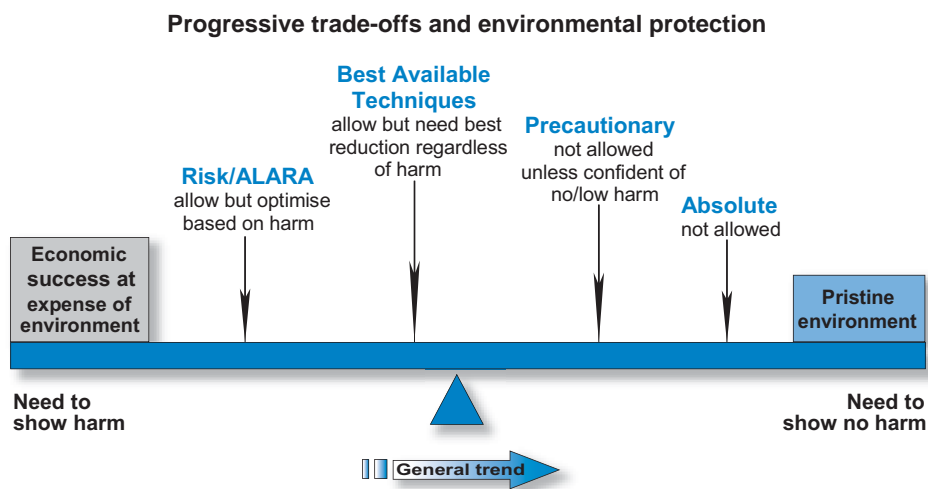 Progressive trade-offs and environmental protection
Best Available
Techniques
allow but need best
reduction regardless
of harm
Precautionary
not allowed
unless confident of
no/low harm
Risk/ALARA
allow but optimise
based on harm
Absolute
not allowed
Economic
success at
expense of
environment
Pristine
environment
Need to
show harm
Need to
show no harm
General trend